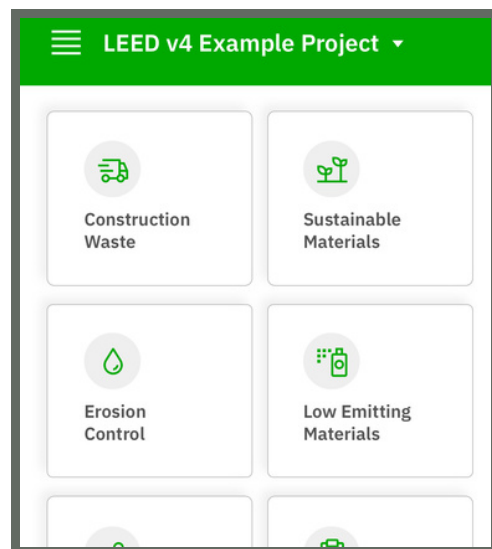 LEED v4 Example Project
Construction
Waste
Sustainable
Materials
Erosion
Control
Low Emitting
Materials